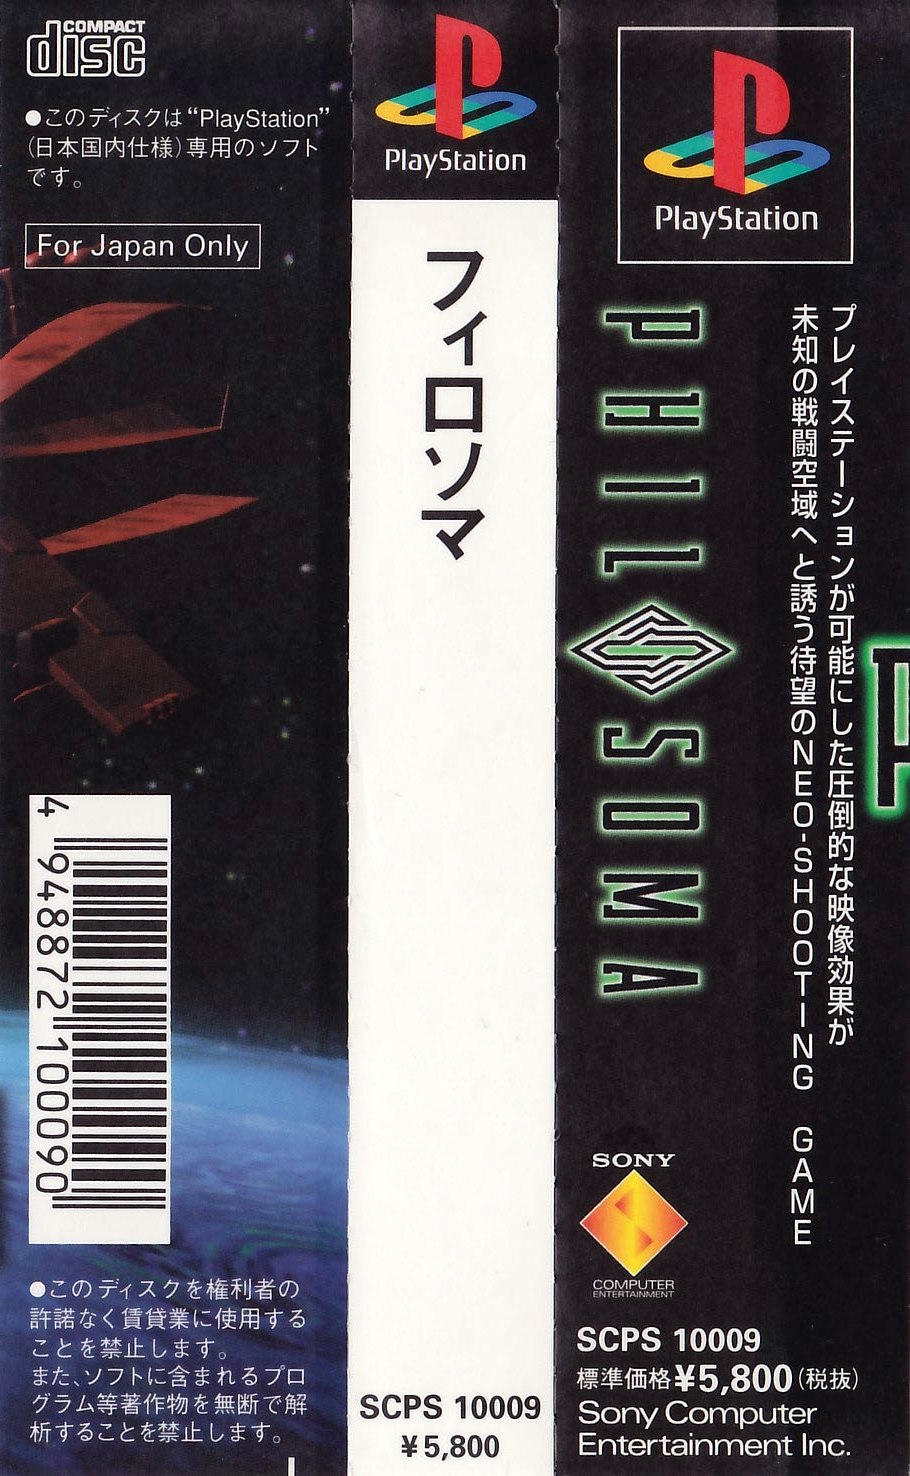 COMPACT
disc
●このディスクは“PlayStation”
(日本国内仕様)専用のソフト
です。
For Japan Only
4 948872 100090
●このディスクを権利者の
許諾なく賃貸業に使用する
ことを禁止します。
また、ソフトに含まれるプロ
グラム等著作物を無断で解
析することを禁止します。
PlayStation
フィロソマ
SCPS 10009
¥5,800
PlayStation
プレイステーションが可能にした圧倒的な映像効果が
未知の戦闘空域へと誘う待望のNEO-SHOOTING GAME
PHILOSOMA
SONY
COMPUTER
ENTERTAINMENT
SCPS 10009
標準価格¥5,800(税抜)
Sony Computer
Entertainment Inc.